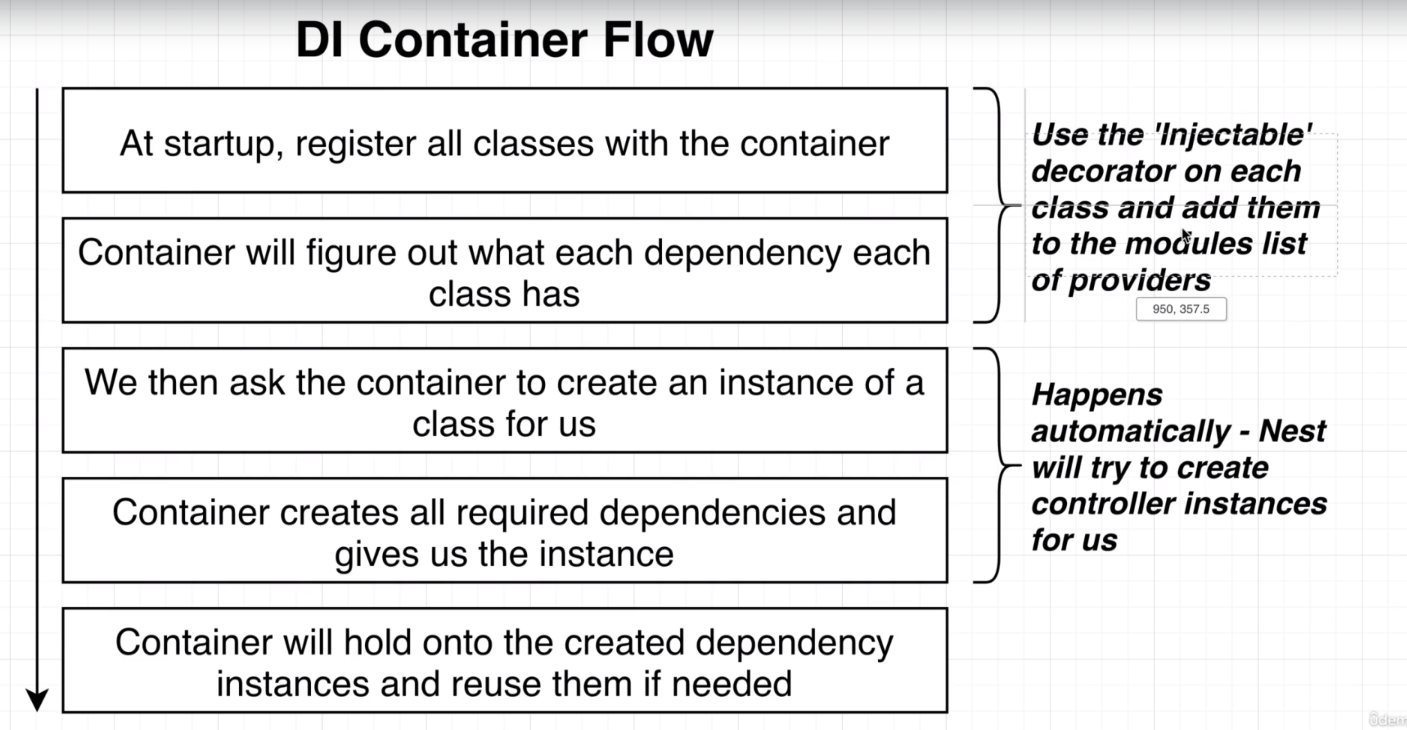 DI Container Flow
At startup, register all classes with the container
Container will figure out what each dependency each
class has
We then ask the container to create an instance of a
class for us
Container creates all required dependencies and
gives us the instance
Container will hold onto the created dependency
instances and reuse them if needed
Use the 'Injectable'
decorator on each
class and add them
to the modules list
of providers
950, 357.5
Happens
automatically - Nest
will try to create
controller instances
for us